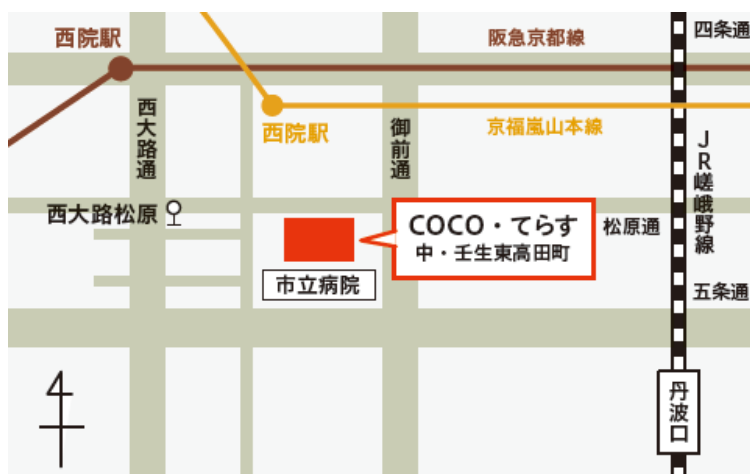 四条通
西院駅
阪急京都線
西大路通
御前通
西院駅
京福嵐山本線
JR嵯峨野線
西大路松原
COCO・てらす
中・壬生東高田町
松原通
市立病院
五条通
丹波口